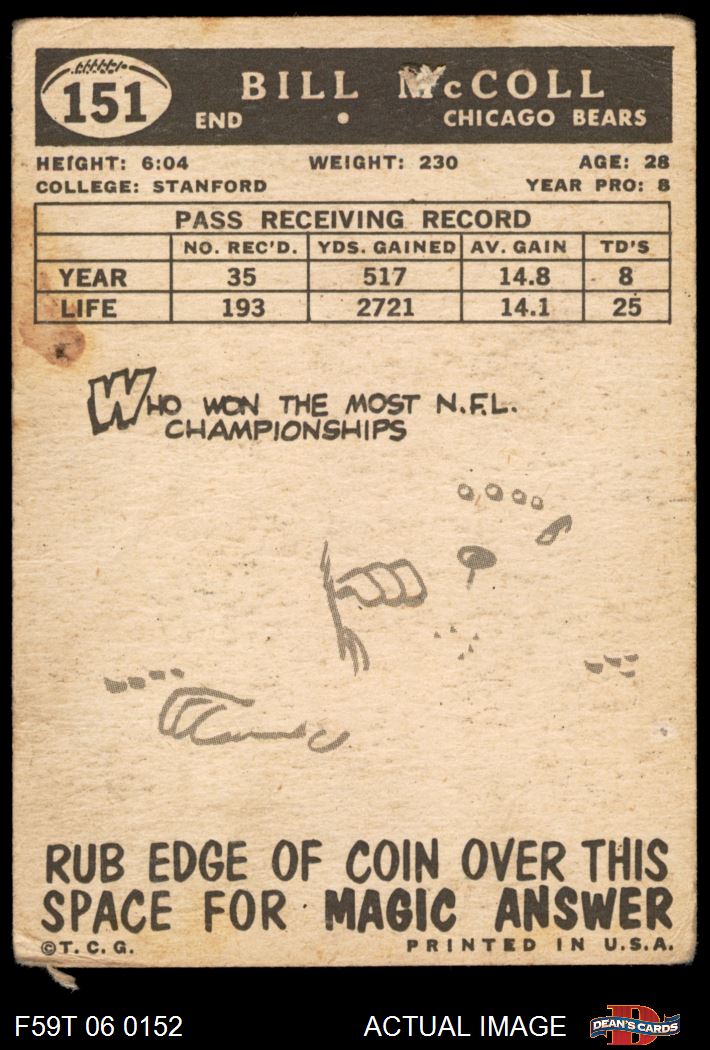 151
BILL McCOLL
END • CHICAGO BEARS
HEIGHT: 6:04 WEIGHT: 230 AGE: 28
COLLEGE: STANFORD YEAR PRO: 8
PASS RECEIVING RECORD
NO. REC'D. YDS. GAINED AV. GAIN TD'S
YEAR 35 517 14.8 8
LIFE 193 2721 14.1 25
WHO WON THE MOST N.F.L.
CHAMPIONSHIPS
RUB EDGE OF COIN OVER THIS
SPACE FOR MAGIC ANSWER
©T. C. G. PRINTED IN U.S.A.
F59T 06 0152 ACTUAL IMAGE D DEAN'S CARDS